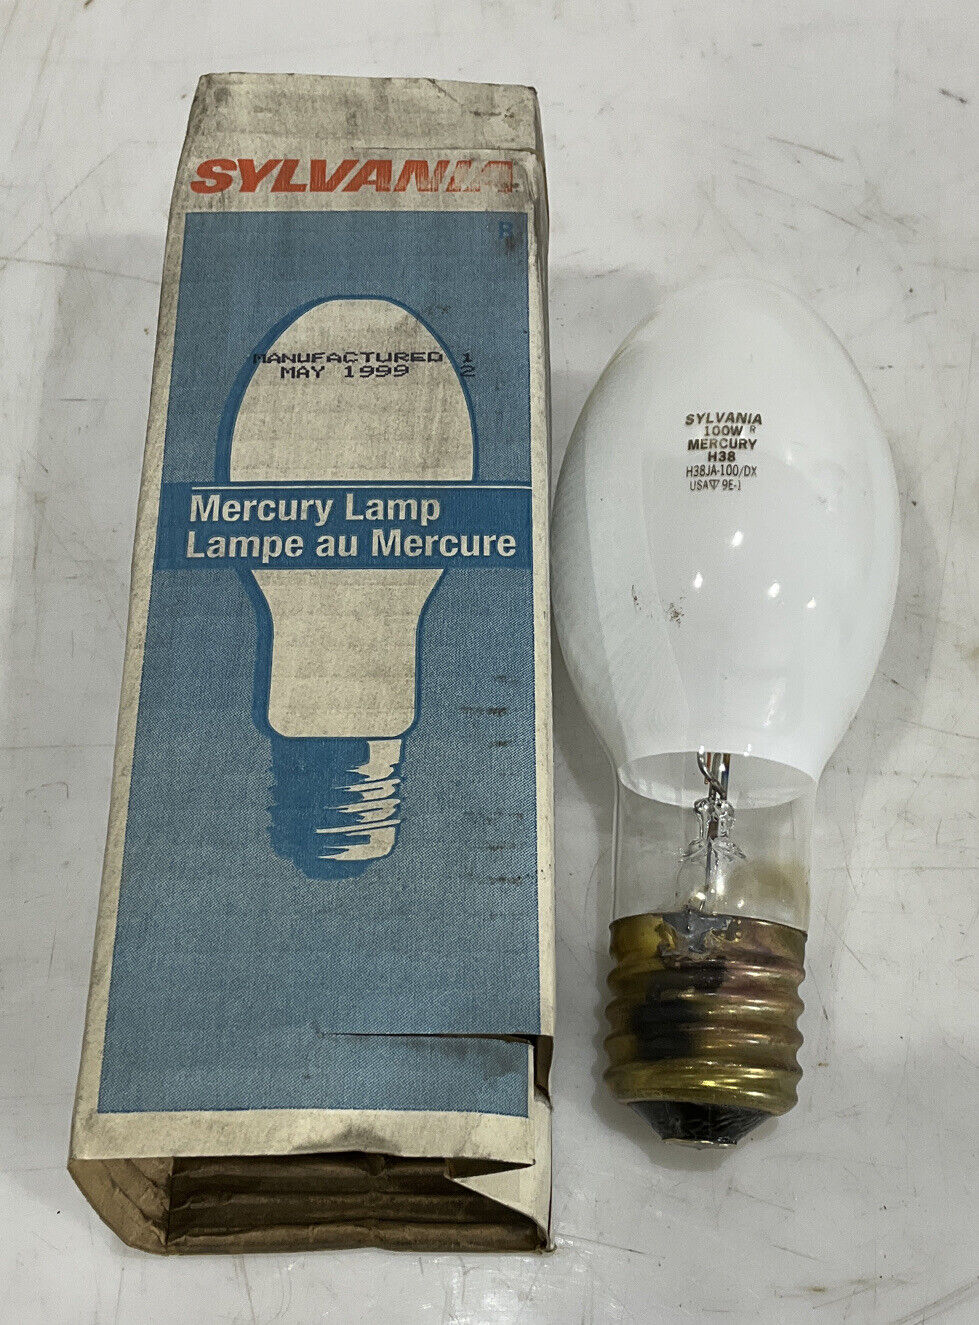 SYLVANIA
R
MANUFACTURED 1
MAY 1999 2
Mercury Lamp
Lampe au Mercure
SYLVANIA
100W R
MERCURY
H38
H38JA-100/DX
USA 9E-1